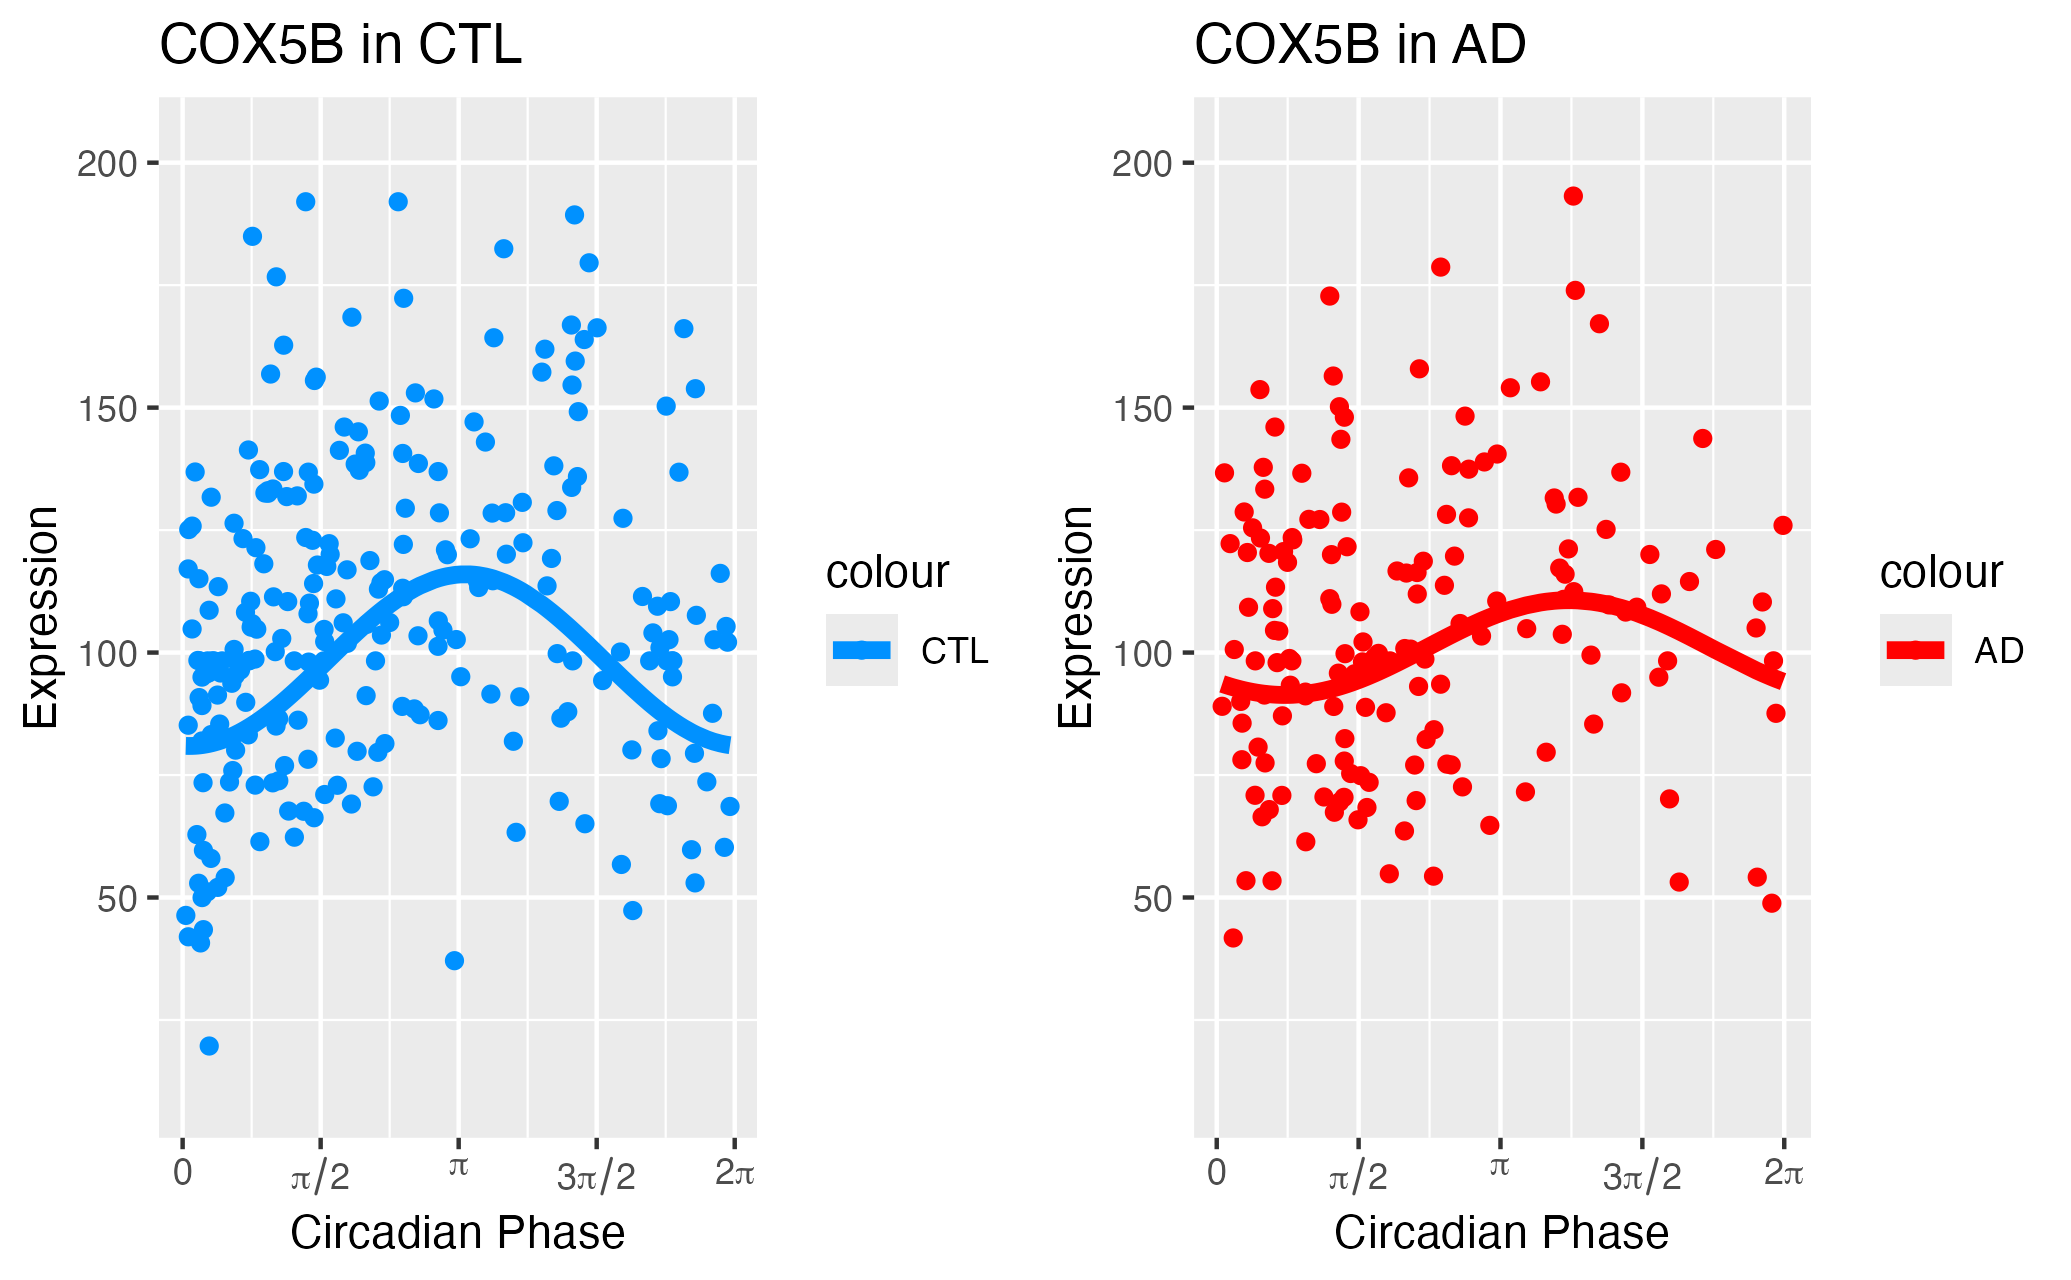 COX5B in CTL
200
150
100
50
Expression
0
π/2
π
3π/2
2π
Circadian Phase
colour
CTL
COX5B in AD
200
150
100
50
Expression
0
π/2
π
3π/2
2π
Circadian Phase
colour
AD